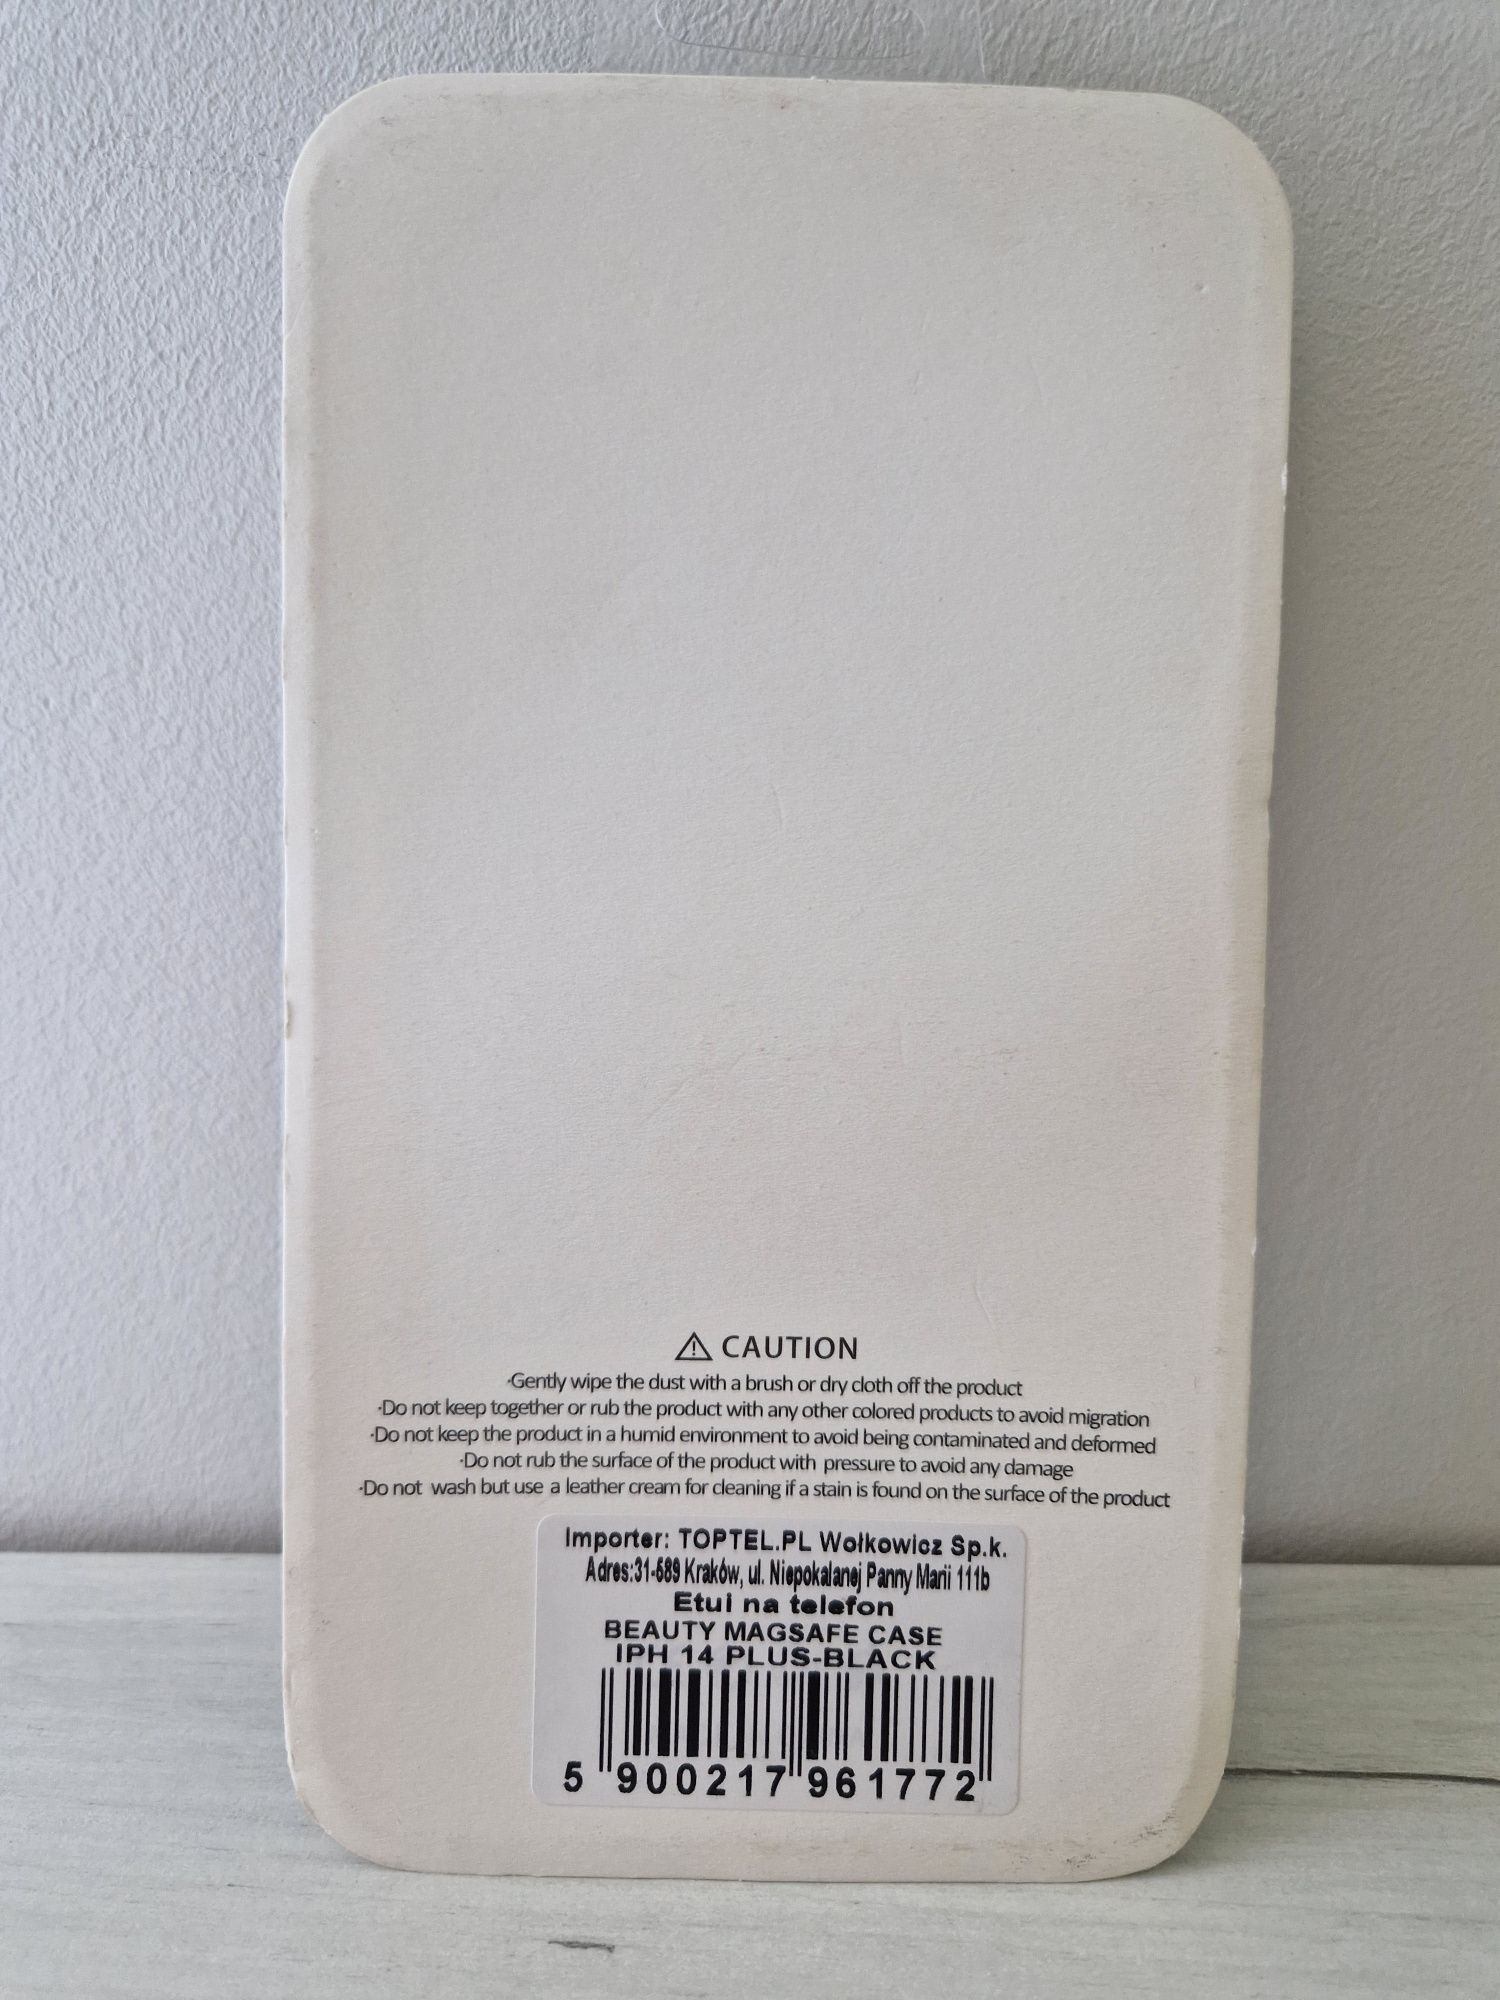 ⚠ CAUTION
·Gently wipe the dust with a brush or dry cloth off the product
·Do not keep together or rub the product with any other colored products to avoid migration
·Do not keep the product in a humid environment to avoid being contaminated and deformed
·Do not rub the surface of the product with pressure to avoid any damage
·Do not wash but use a leather cream for cleaning if a stain is found on the surface of the product
Importer: TOPTEL.PL Wołkowicz Sp.k.
Adres:31-589 Kraków, ul. Niepokalanej Panny Marii 111b
Etui na telefon
BEAUTY MAGSAFE CASE
IPH 14 PLUS-BLACK
5 900217 961772